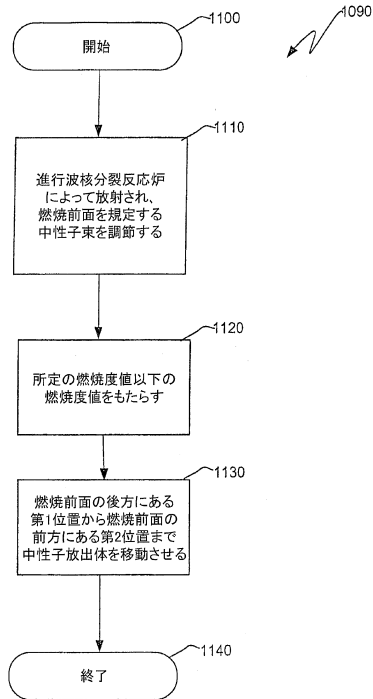 1090
1100
開始
1110
進行波核分裂反応炉
によって放射され、
燃焼前面を規定する
中性子束を調節する
1120
所定の燃焼度値以下の
燃焼度値をもたらす
1130
燃焼前面の後方にある
第1位置から燃焼前面の
前方にある第2位置まで
中性子放出体を移動させる
1140
終了